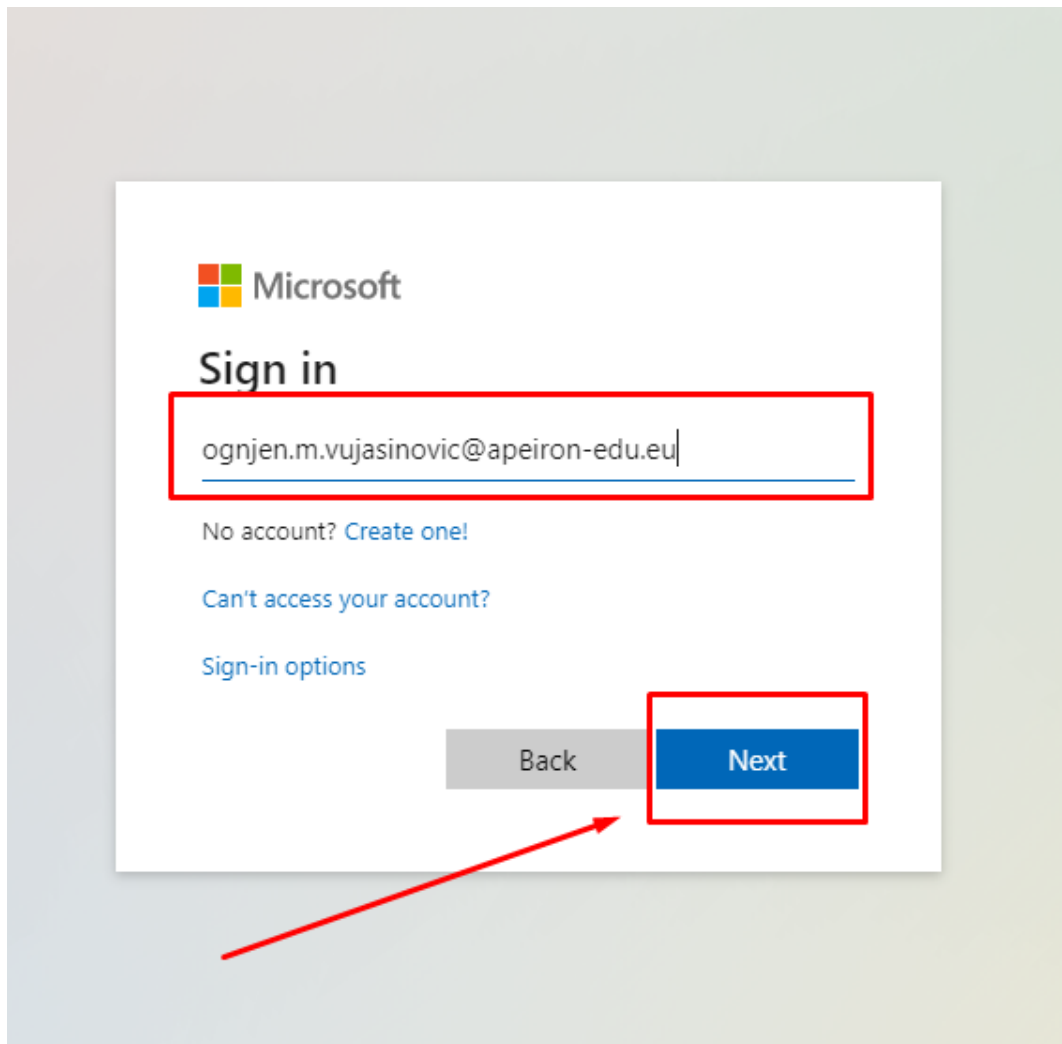 Microsoft
Sign in
ognjen.m.vujasinovic@apeiron-edu.eu
No account? Create one!
Can't access your account?
Sign-in options
Back Next